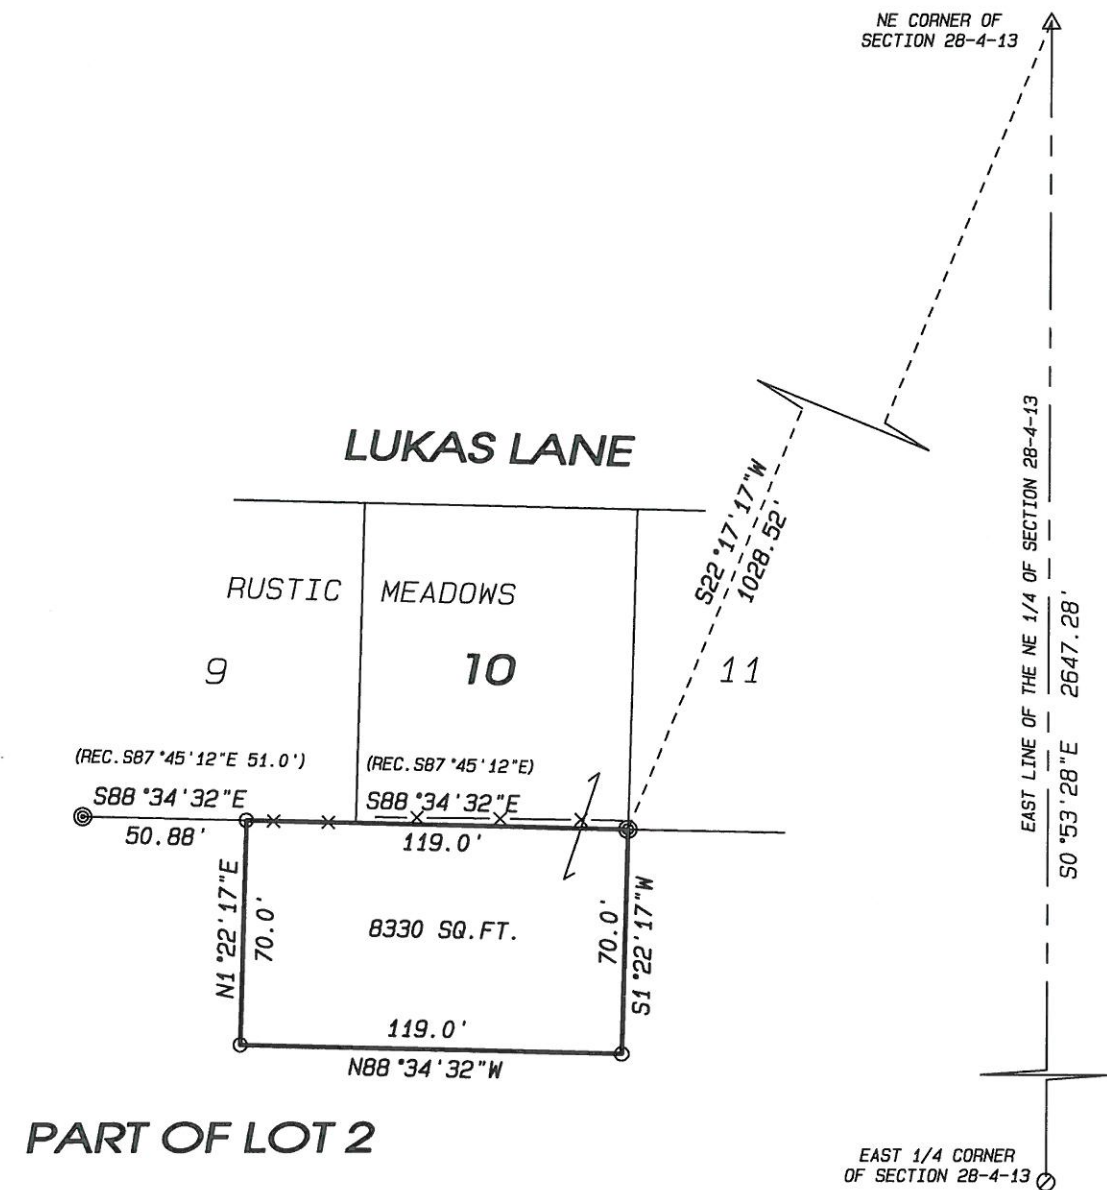 NE CORNER OF
SECTION 28-4-13
LUKAS LANE
S22°17'17"W
1028.52'
EAST LINE OF THE NE 1/4 OF SECTION 28-4-13
S0°53'28"E 2647.28'
RUSTIC MEADOWS
9
10
11
(REC.S87°45'12"E 51.0')
(REC.S87°45'12"E)
S88°34'32"E
S88°34'32"E
50.88'
119.0'
N1°22'17"E
70.0'
8330 SQ.FT.
70.0'
S1°22'17"W
119.0'
N88°34'32"W
PART OF LOT 2
EAST 1/4 CORNER
OF SECTION 28-4-13